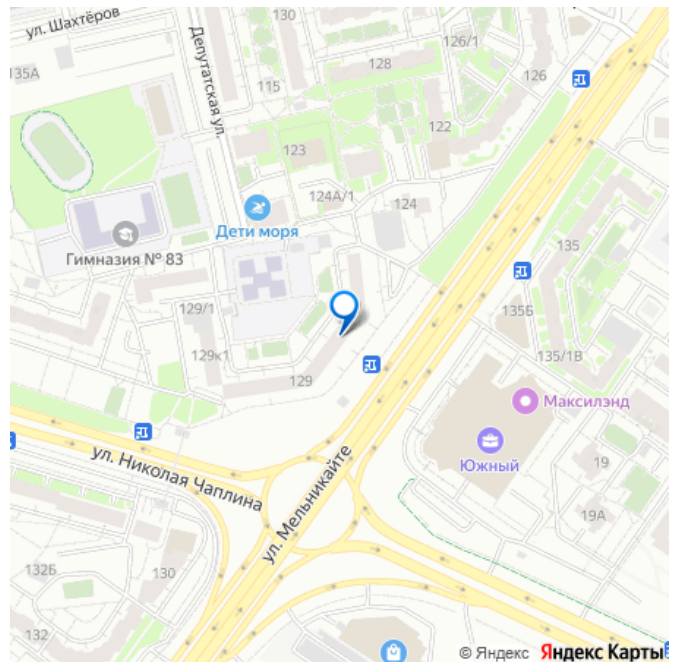 ул. Шахтёров
130
126/1
135А
Депутатская ул.
128
126
115
122
123
124А/1
124
Дети моря
Гимназия № 83
135
129/1
135Б
129к1
135/1В
129
Максилэнд
ул. Николая Чаплина
ул. Мельникайте
Южный
19
19А
132Б
130
132
© Яндекс Яндекс Карты